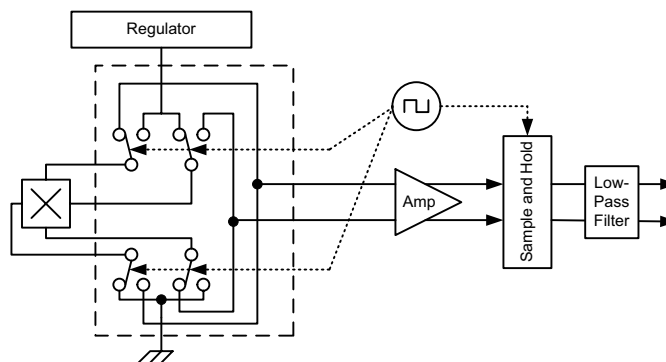 Regulator
Amp
Sample and Hold
Low-
Pass
Filter